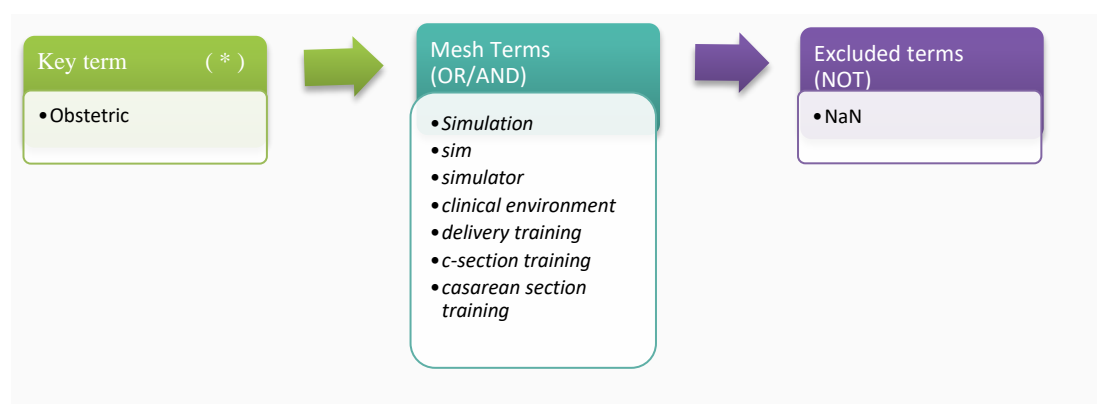 Key term ( * )
•Obstetric
Mesh Terms
(OR/AND)
•Simulation
•sim
•simulator
•clinical environment
•delivery training
•c-section training
•casarean section
training
Excluded terms
(NOT)
•NaN